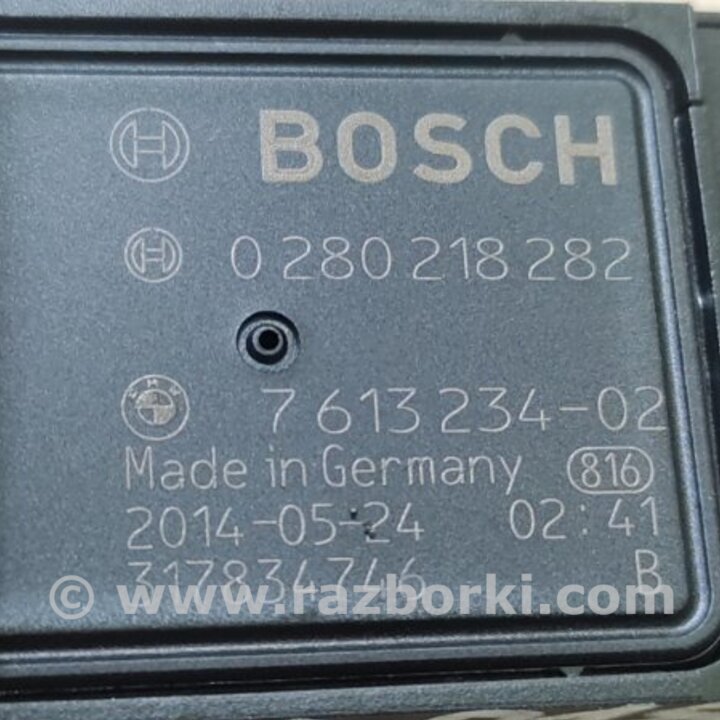 BOSCH
0 280 218 282
BMW
7 613 234-02
Made in Germany 816
2014-05-24 02:41
317834746 B
© www.razborki.com